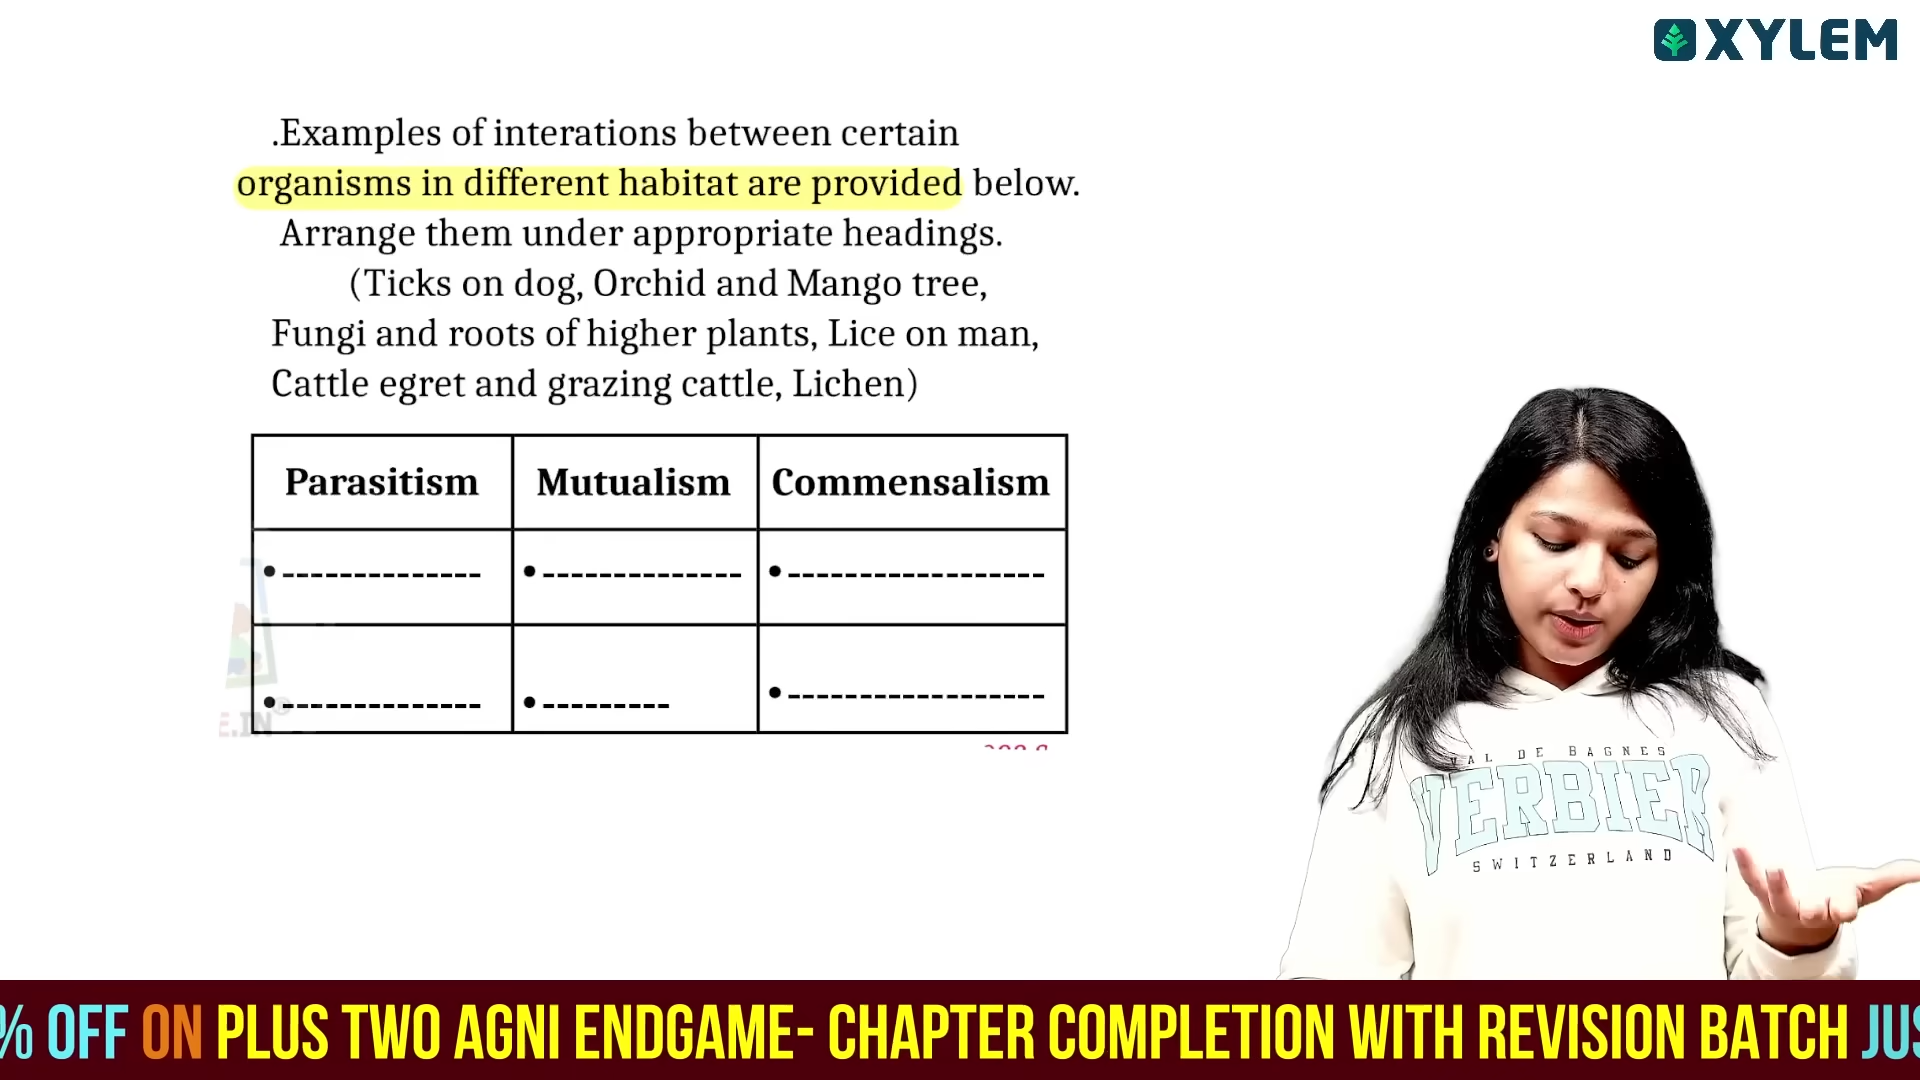 XYLEM
.Examples of interations between certain
organisms in different habitat are provided below.
Arrange them under appropriate headings.
(Ticks on dog, Orchid and Mango tree,
Fungi and roots of higher plants, Lice on man,
Cattle egret and grazing cattle, Lichen)
Parasitism Mutualism Commensalism
•-------------- •-------------- •------------------
•-------------- •--------- •------------------
E.IN
VAL DE BAGNES
VERBIER
SWITZERLAND
% OFF ON PLUS TWO AGNI ENDGAME- CHAPTER COMPLETION WITH REVISION BATCH JUS